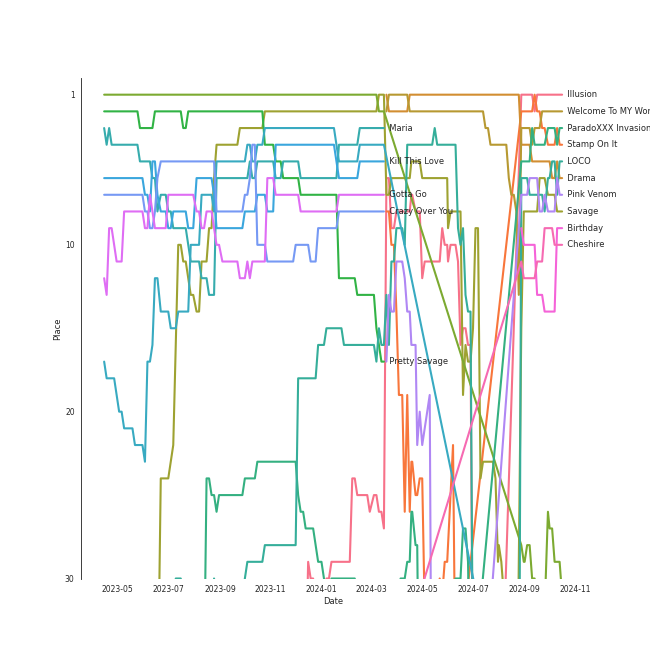 1
Illusion
Welcome To MY Wor
Maria
ParadoXXX Invasion
Stamp On It
Kill This Love
LOCO
Drama
Gotta Go
Pink Venom
Crazy Over You
Savage
Birthday
10
Cheshire
Place
Pretty Savage
20
30
2023-05
2023-07
2023-09
2023-11
2024-01
2024-03
2024-05
2024-07
2024-09
2024-11
Date